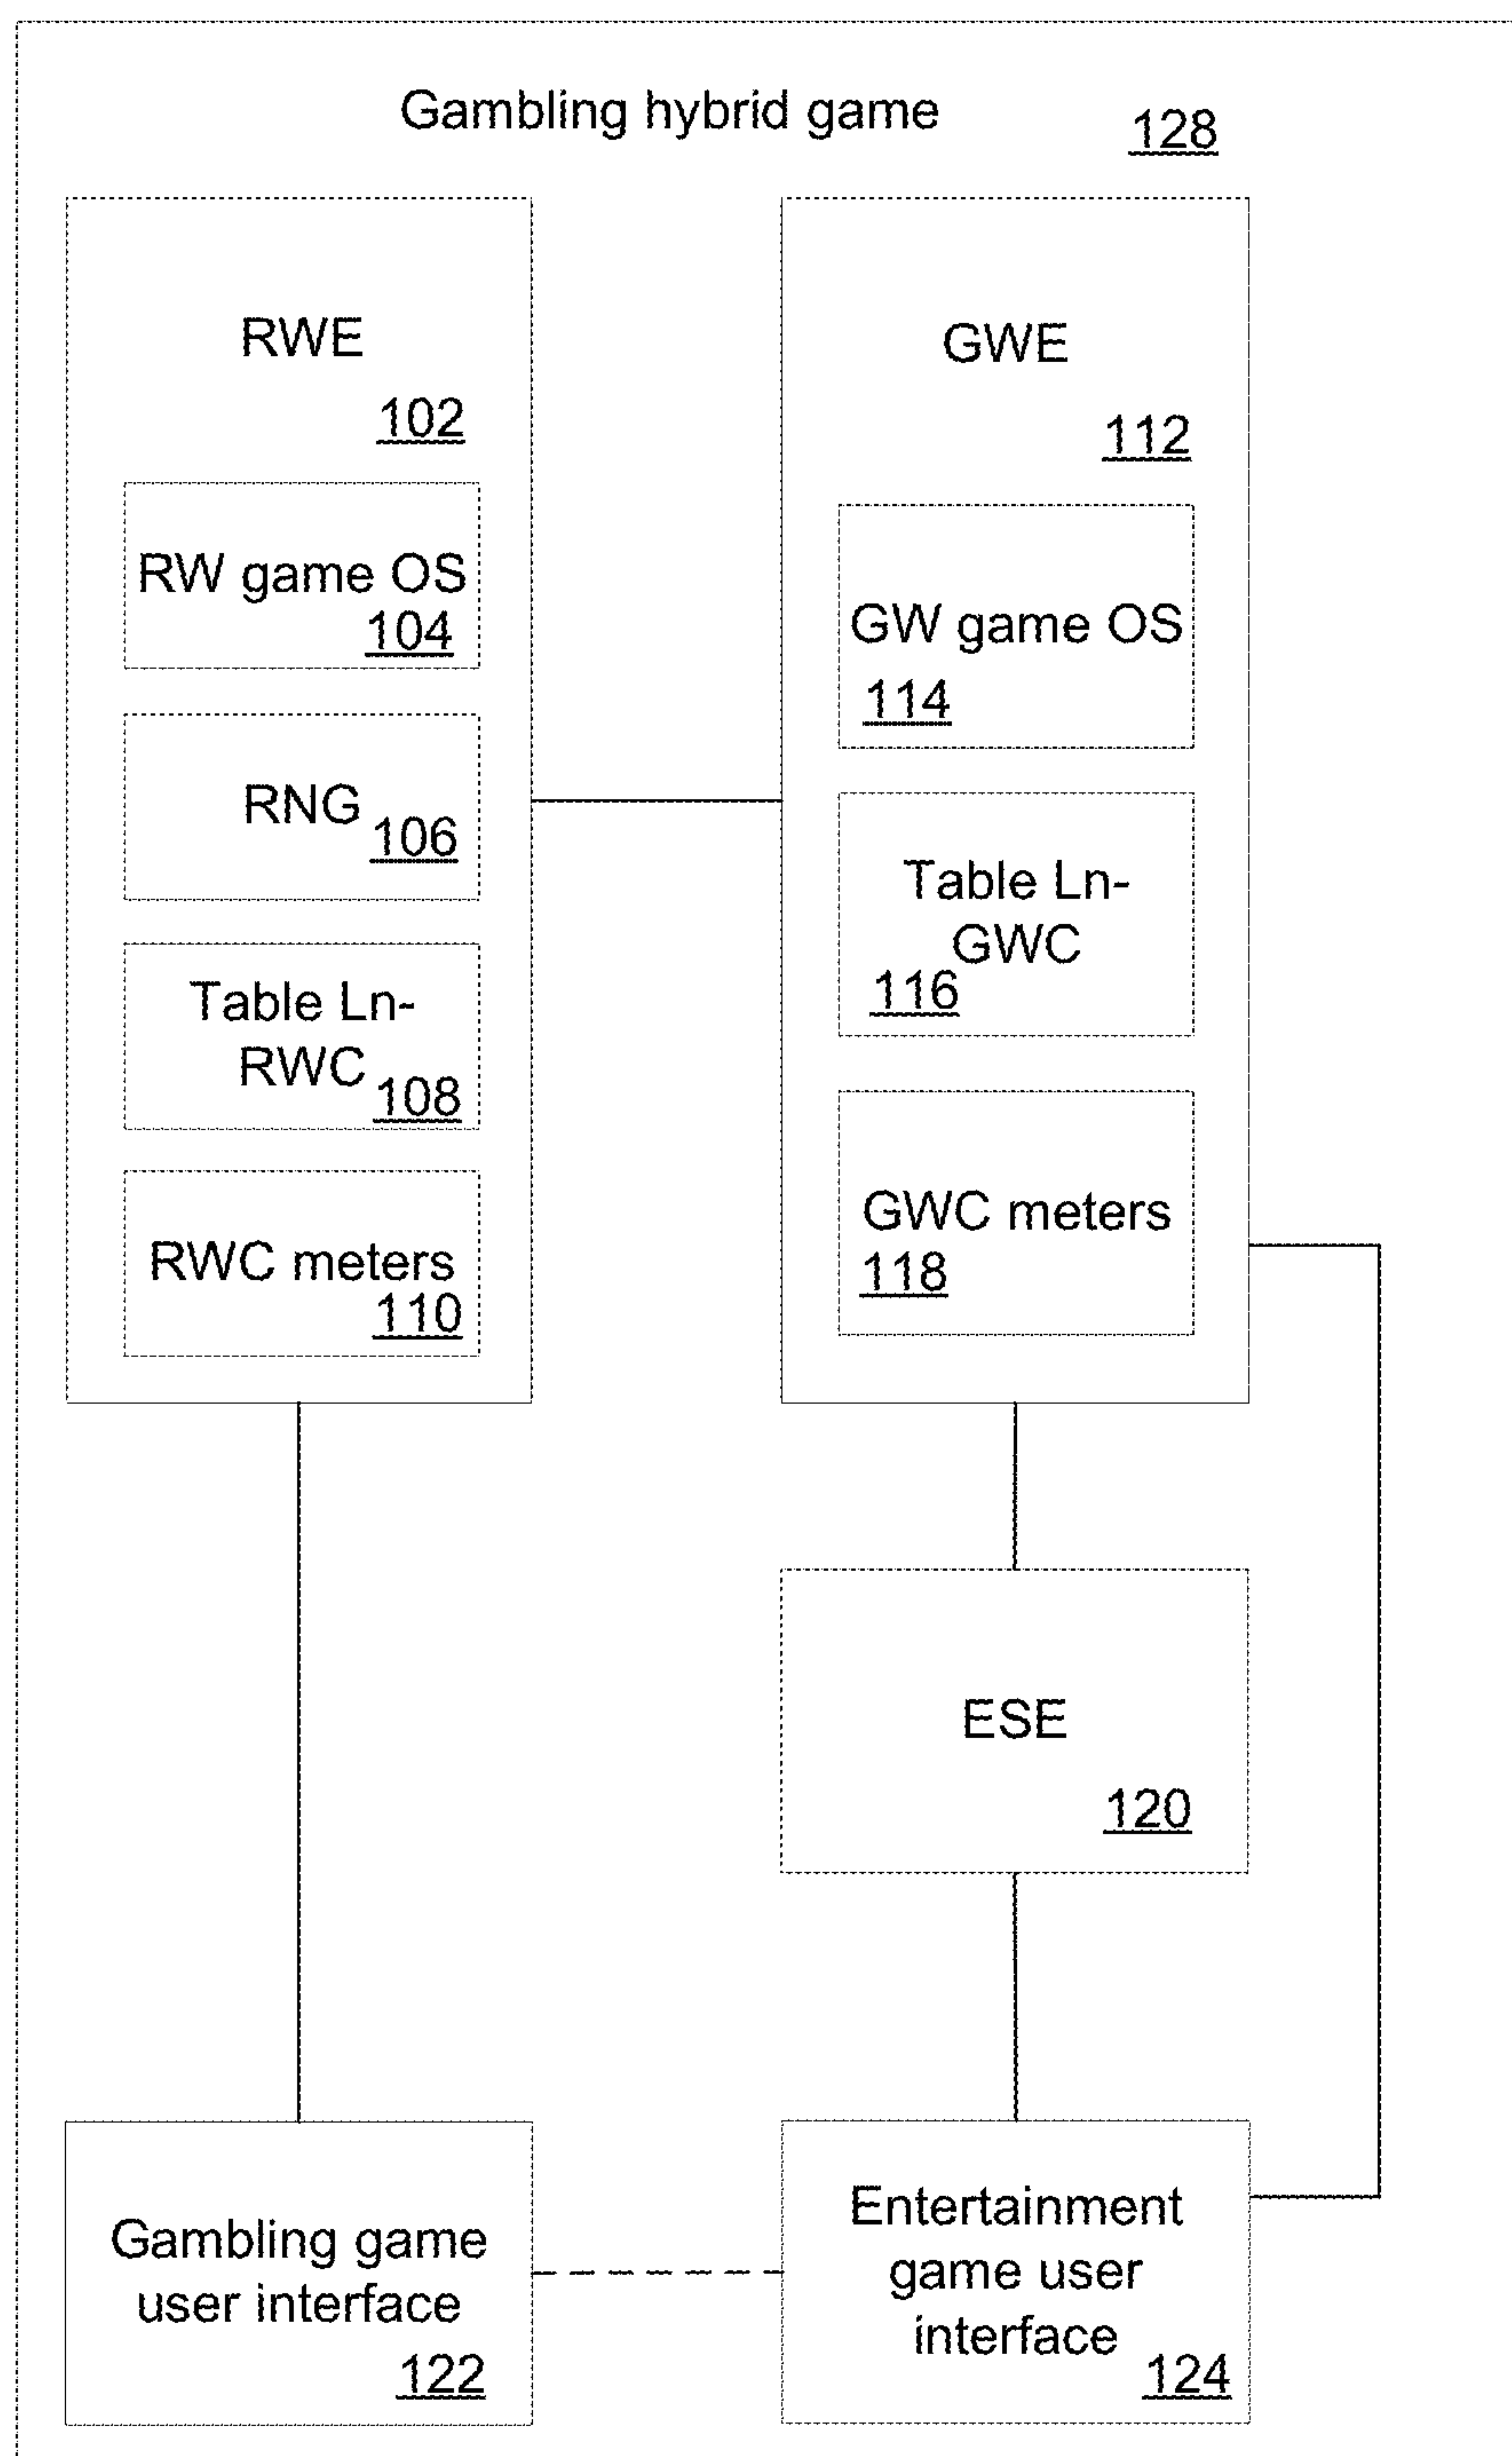 Gambling hybrid game
128
RWE
102
RW game OS
104
RNG
106
Table Ln-
RWC
108
RWC meters
110
GWE
112
GW game OS
114
Table Ln-
GWC
116
GWC meters
118
ESE
120
Gambling game
user interface
122
Entertainment
game user
interface
124